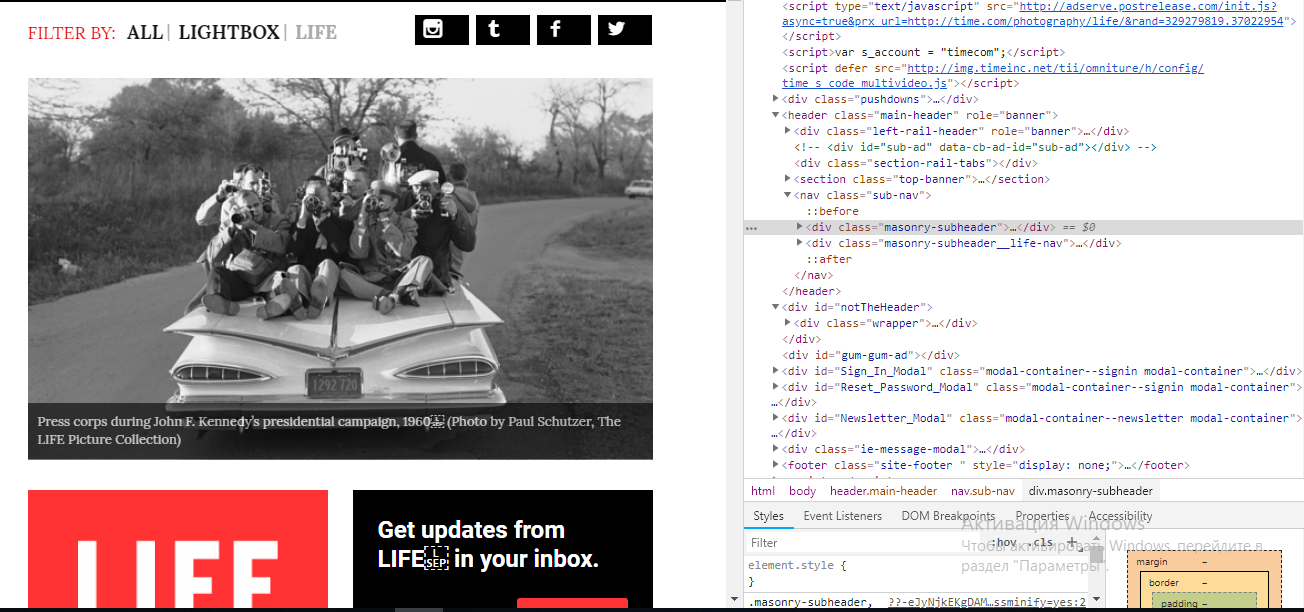 FILTER BY: ALL | LIGHTBOX | LIFE
Press corps during John F. Kennedy's presidential campaign, 1960 (Photo by Paul Schutzer, The
LIFE Picture Collection)
1292 720
LIFE
Get updates from
LIFE in your inbox.
<script type="text/javascript" src="http://adserve.postrelease.com/init.js?
async=true&prx_url=http://time.com/photography/life/&rand=329279819.37022954">
</script>
<script>var s_account = "timecom";</script>
<script defer src="http://img.timeinc.net/tii/omniture/h/config/
time_s_code_multivideo.js"></script>
<div class="pushdowns">…</div>
<header class="main-header" role="banner">
<div class="left-rail-header" role="banner">…</div>
<!-- <div id="sub-ad" data-cb-ad-id="sub-ad"></div> -->
<div class="section-rail-tabs"></div>
<section class="top-banner">…</section>
<nav class="sub-nav">
::before
<div class="masonry-subheader">…</div> == $0
<div class="masonry-subheader__life-nav">…</div>
::after
</nav>
</header>
<div id="notTheHeader">
<div class="wrapper">…</div>
</div>
<div id="gum-gum-ad"></div>
<div id="Sign_In_Modal" class="modal-container--signin modal-container">…</div>
<div id="Reset_Password_Modal" class="modal-container--signin modal-container">
…</div>
<div id="Newsletter_Modal" class="modal-container--newsletter modal-container">
…</div>
<div class="ie-message-modal">…</div>
<footer class="site-footer " style="display: none;">…</footer>
html body header.main-header nav.sub-nav div.masonry-subheader
Styles Event Listeners DOM Breakpoints Properties Accessibility
Активация Windows
Filter :hov .cls +
Чтобы активировать Windows, перейдите в
раздел "Параметры".
element.style {
}
.masonry-subheader, ??-eJyNjkEKgDAM…ssminify=yes:2
margin –
border –
padding –